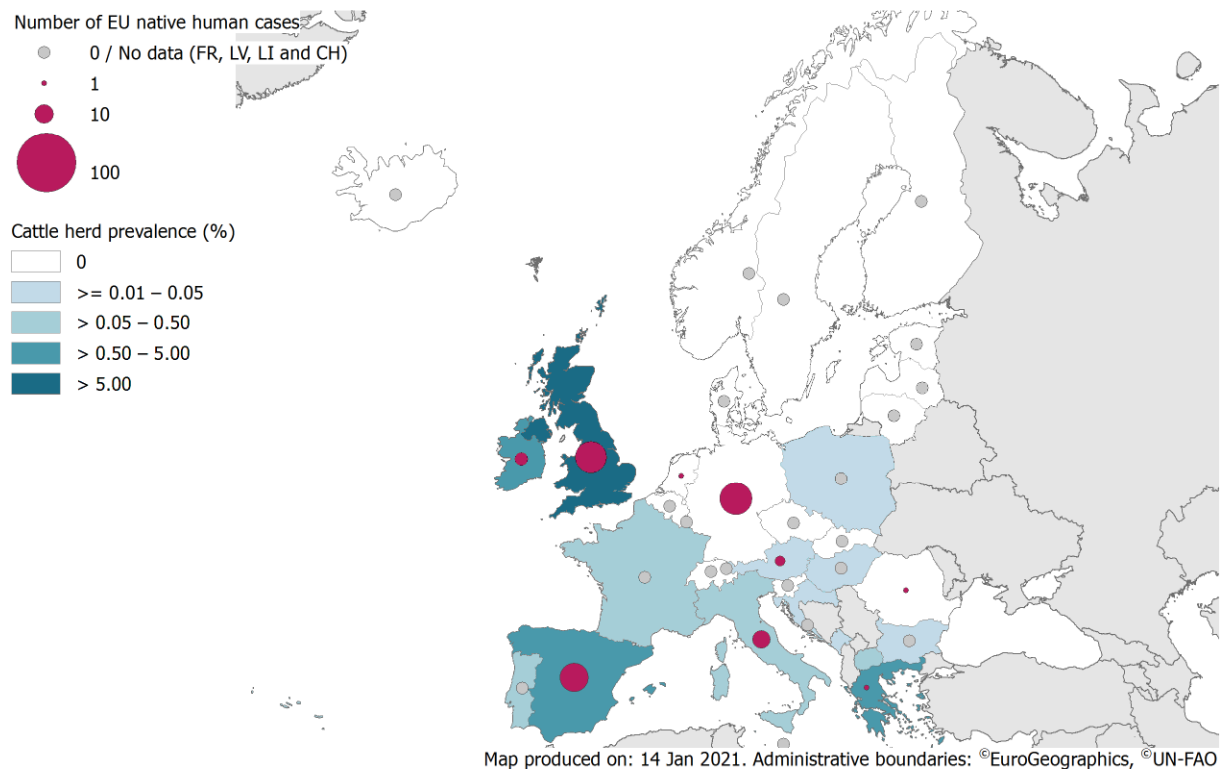 Number of EU native human cases
0 / No data (FR, LV, LI and CH)
1
10
100
Cattle herd prevalence (%)
0
>= 0.01 – 0.05
> 0.05 – 0.50
> 0.50 – 5.00
> 5.00
Map produced on: 14 Jan 2021. Administrative boundaries: ©EuroGeographics, ©UN-FAO